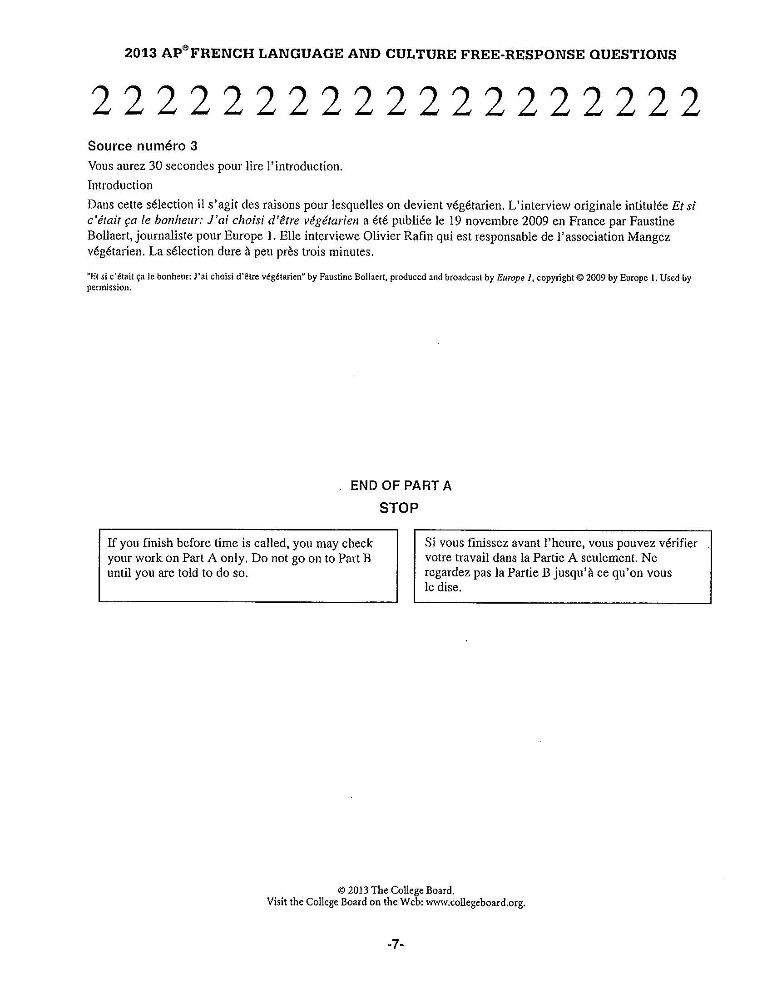 2013 AP® FRENCH LANGUAGE AND CULTURE FREE-RESPONSE QUESTIONS
2 2 2 2 2 2 2 2 2 2 2 2 2 2 2 2 2 2 2
Source numéro 3
Vous aurez 30 secondes pour lire l'introduction.
Introduction
Dans cette sélection il s'agit des raisons pour lesquelles on devient végétarien. L'interview originale intitulée Et si
c'était ça le bonheur: J'ai choisi d'être végétarien a été publiée le 19 novembre 2009 en France par Faustine
Bollaert, journaliste pour Europe 1. Elle interviewe Olivier Rafin qui est responsable de l'association Mangez
végétarien. La sélection dure à peu près trois minutes.
"Et si c'était ça le bonheur: J'ai choisi d'être végétarien" by Faustine Bollaert, produced and broadcast by Europe 1, copyright © 2009 by Europe 1. Used by
permission.
END OF PART A
STOP
If you finish before time is called, you may check
your work on Part A only. Do not go on to Part B
until you are told to do so.
Si vous finissez avant l'heure, vous pouvez vérifier
votre travail dans la Partie A seulement. Ne
regardez pas la Partie B jusqu'à ce qu'on vous
le dise.
© 2013 The College Board.
Visit the College Board on the Web: www.collegeboard.org.
-7-